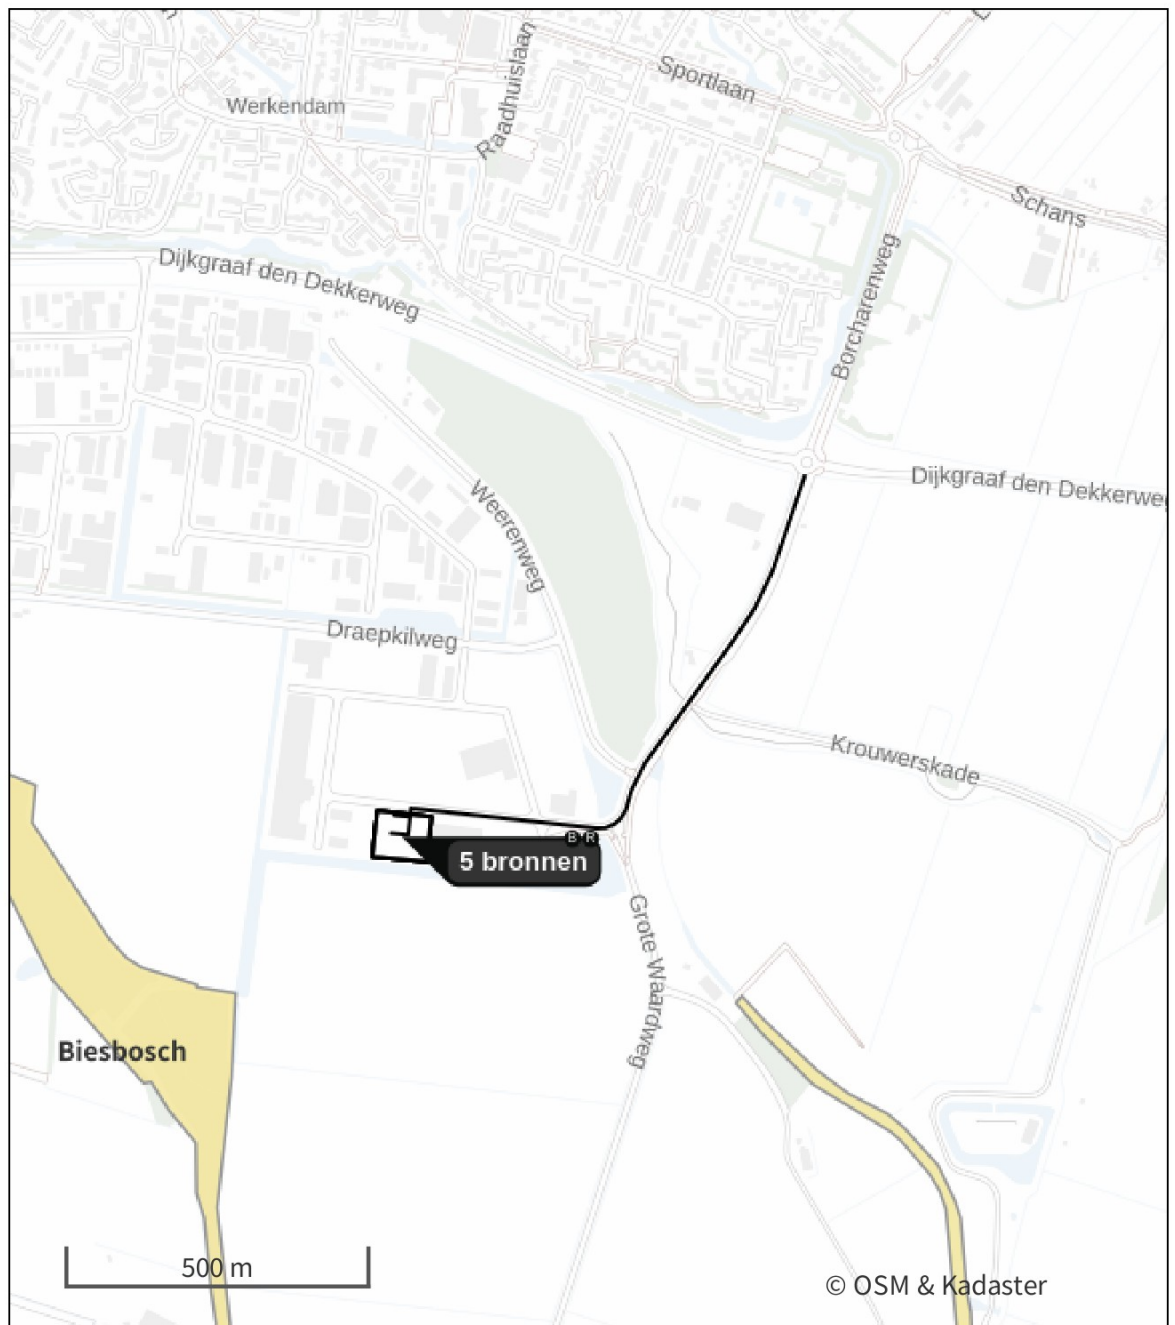 Raadhuislaan
Sportlaan
Werkendam
Schans
Dijkgraaf den Dekkerweg
Borcharenweg
Dijkgraaf den Dekkerweg
Weerenweg
Draepkilweg
Krouwerskade
B R
5 bronnen
Grote Waardweg
Biesbosch
500 m
© OSM & Kadaster